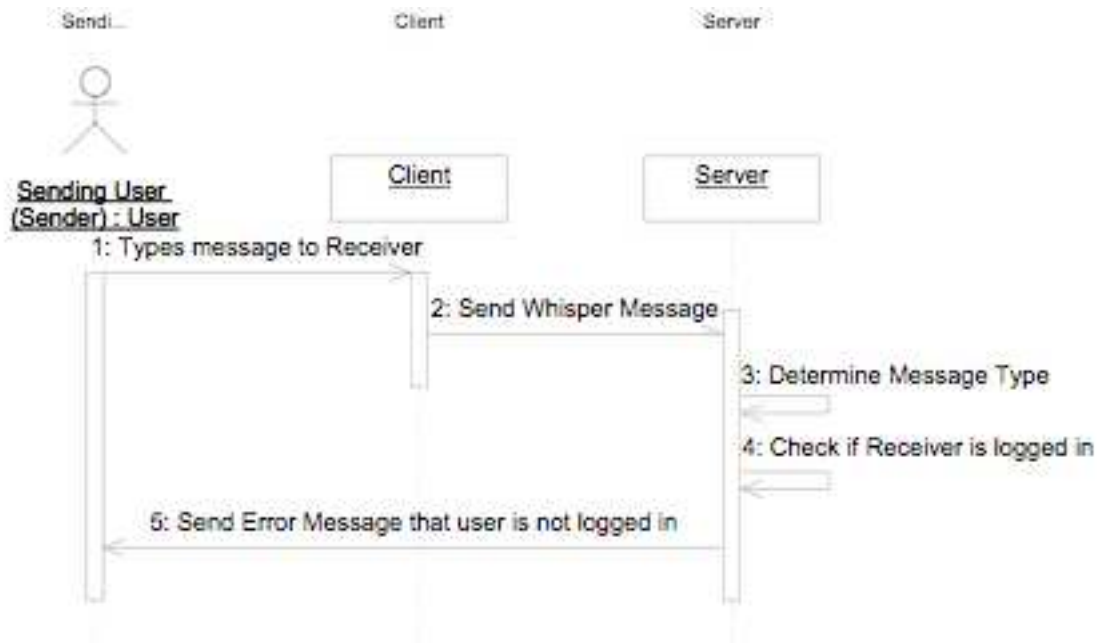 Sendi...
Client
Server
Sending User
(Sender) : User
Client
Server
1: Types message to Receiver
2: Send Whisper Message
3: Determine Message Type
4: Check if Receiver is logged in
5: Send Error Message that user is not logged in